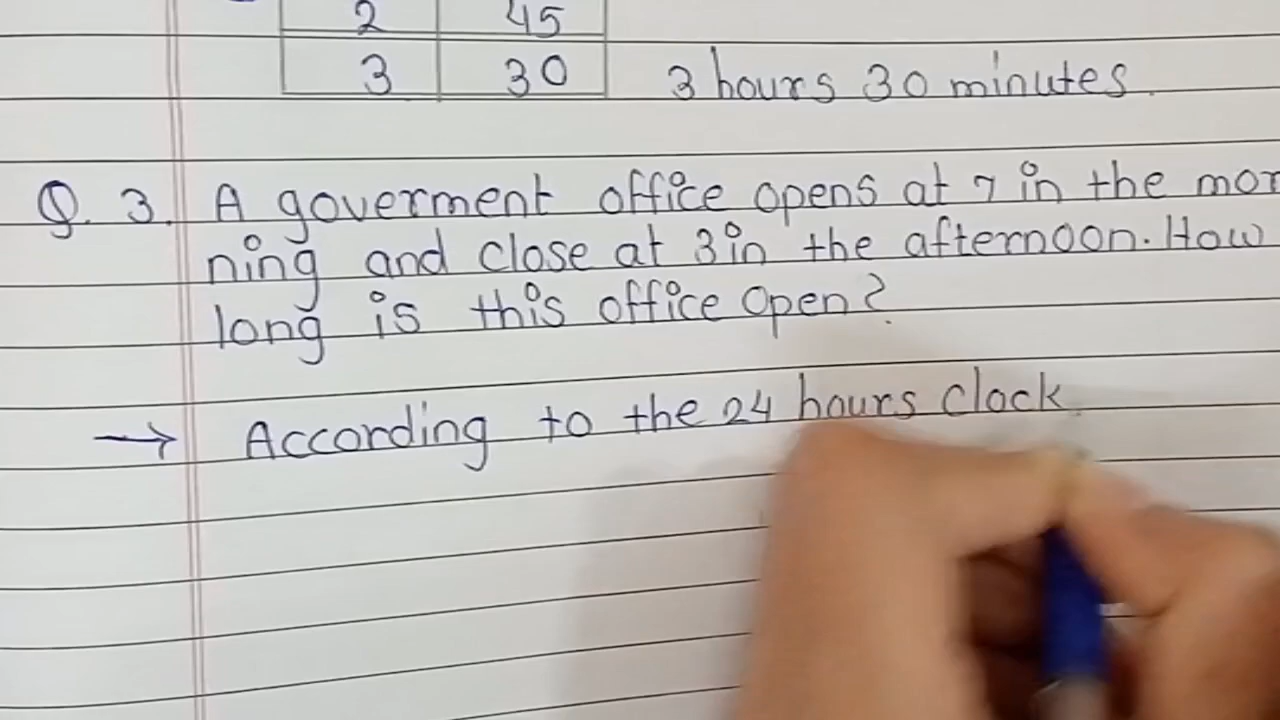 2 45
3 30 3 hours 30 minutes
Q. 3. A goverment office opens at 7 in the mor
ning and close at 3 in the afternoon. How
long is this office open?
→ According to the 24 hours clock